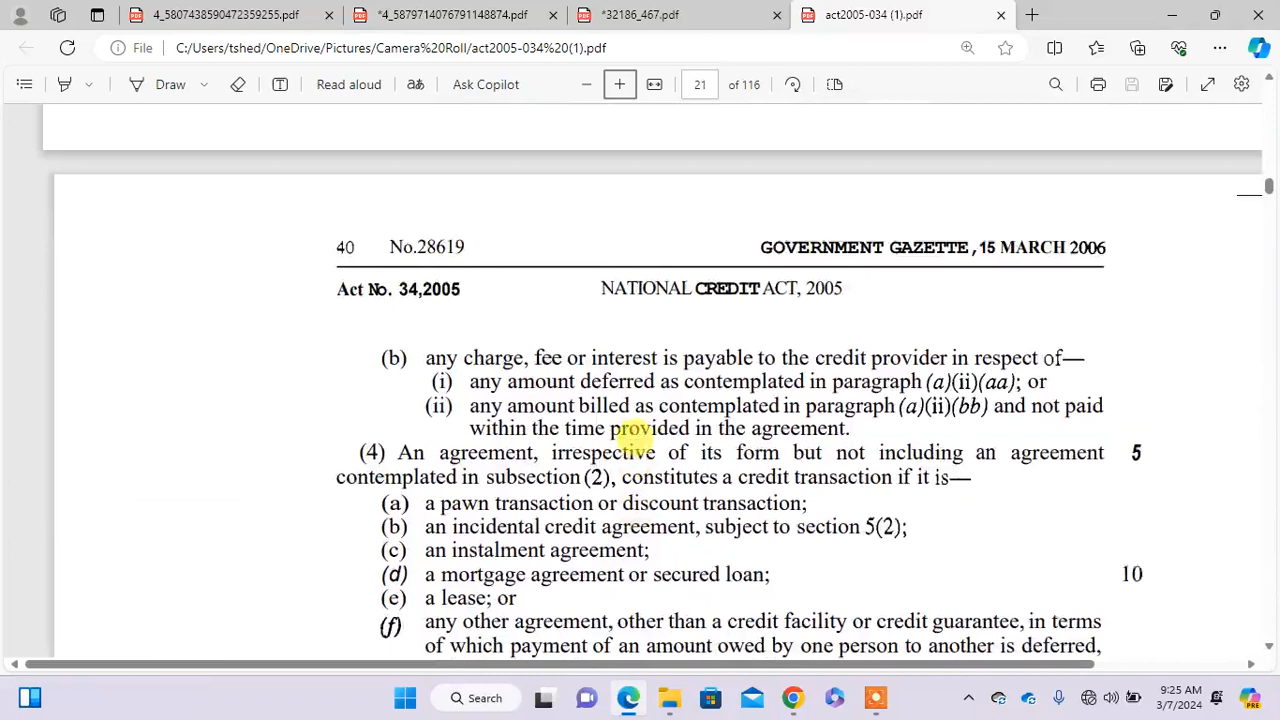 4_5807438590472359255.pdf
*4_5879714075791148874.pdf
*32186_467.pdf
act2005-034 (1).pdf
File
C:/Users/tshed/OneDrive/Pictures/Camera%20Roll/act2005-034%20(1).pdf
Draw
Read aloud
aあ
Ask Copilot
21 of 116
40 No.28619 GOVERNMENT GAZETTE, 15 MARCH 2006
Act No. 34,2005 NATIONAL CREDIT ACT, 2005
(b) any charge, fee or interest is payable to the credit provider in respect of—
(i) any amount deferred as contemplated in paragraph (a)(ii)(aa); or
(ii) any amount billed as contemplated in paragraph (a)(ii)(bb) and not paid
within the time provided in the agreement.
(4) An agreement, irrespective of its form but not including an agreement 5
contemplated in subsection (2), constitutes a credit transaction if it is—
(a) a pawn transaction or discount transaction;
(b) an incidental credit agreement, subject to section 5(2);
(c) an instalment agreement;
(d) a mortgage agreement or secured loan; 10
(e) a lease; or
(f) any other agreement, other than a credit facility or credit guarantee, in terms
of which payment of an amount owed by one person to another is deferred,
Search
9:25 AM
3/7/2024
PRE